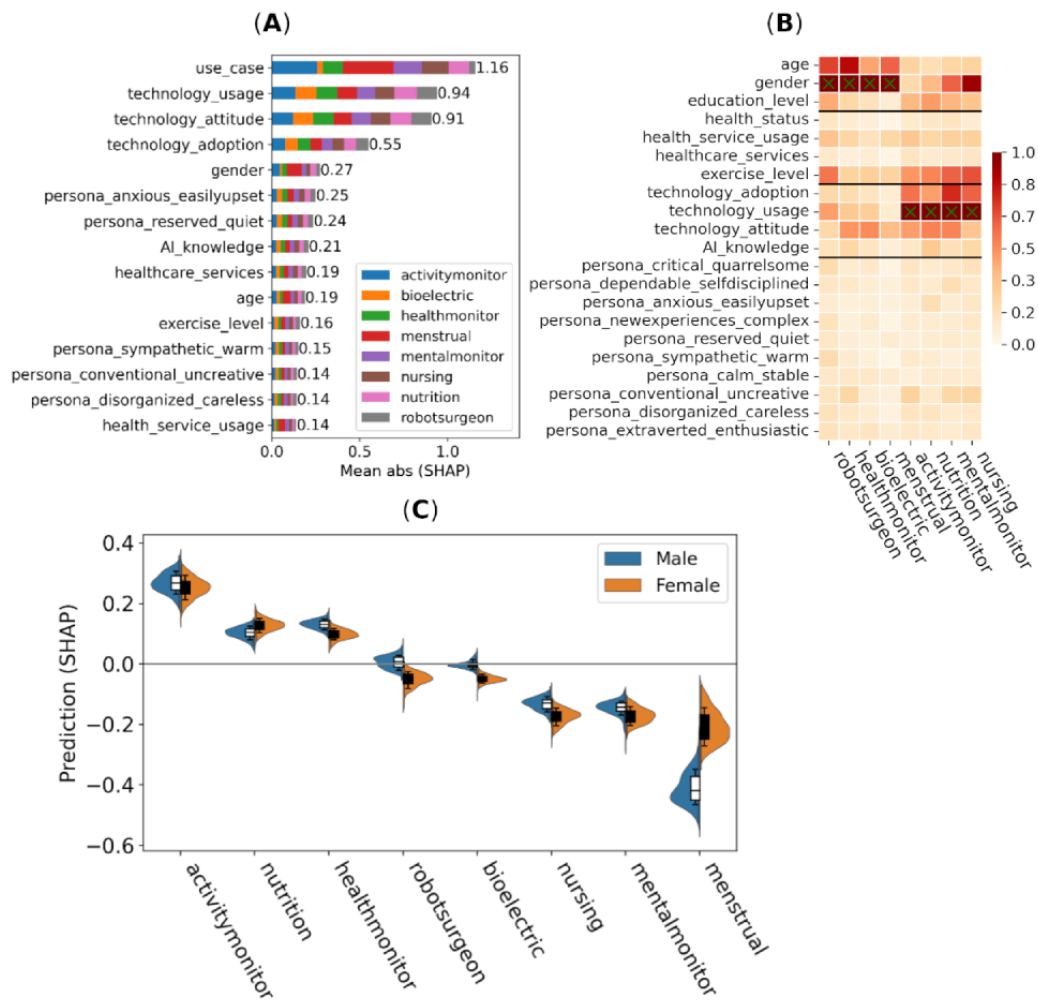 (A)
use_case 1.16
technology_usage 0.94
technology_attitude 0.91
technology_adoption 0.55
gender 0.27
persona_anxious_easilyupset 0.25
persona_reserved_quiet 0.24
AI_knowledge 0.21
healthcare_services 0.19
age 0.19
exercise_level 0.16
persona_sympathetic_warm 0.15
persona_conventional_uncreative 0.14
persona_disorganized_careless 0.14
health_service_usage 0.14
activitymonitor
bioelectric
healthmonitor
menstrual
mentalmonitor
nursing
nutrition
robotsurgeon
0.0 0.5 1.0
Mean abs (SHAP)
(B)
age
gender
education_level
health_status
health_service_usage
healthcare_services
exercise_level
technology_adoption
technology_usage
technology_attitude
AI_knowledge
persona_critical_quarrelsome
persona_dependable_selfdisciplined
persona_anxious_easilyupset
persona_newexperiences_complex
persona_reserved_quiet
persona_sympathetic_warm
persona_calm_stable
persona_conventional_uncreative
persona_disorganized_careless
persona_extraverted_enthusiastic
robotsurgeon
healthmonitor
bioelectric
menstrual
activitymonitor
nutrition
mentalmonitor
nursing
1.0
0.8
0.7
0.5
0.3
0.2
0.0
(C)
Male
Female
0.4
0.2
0.0
−0.2
−0.4
−0.6
Prediction (SHAP)
activitymonitor
nutrition
healthmonitor
robotsurgeon
bioelectric
nursing
mentalmonitor
menstrual